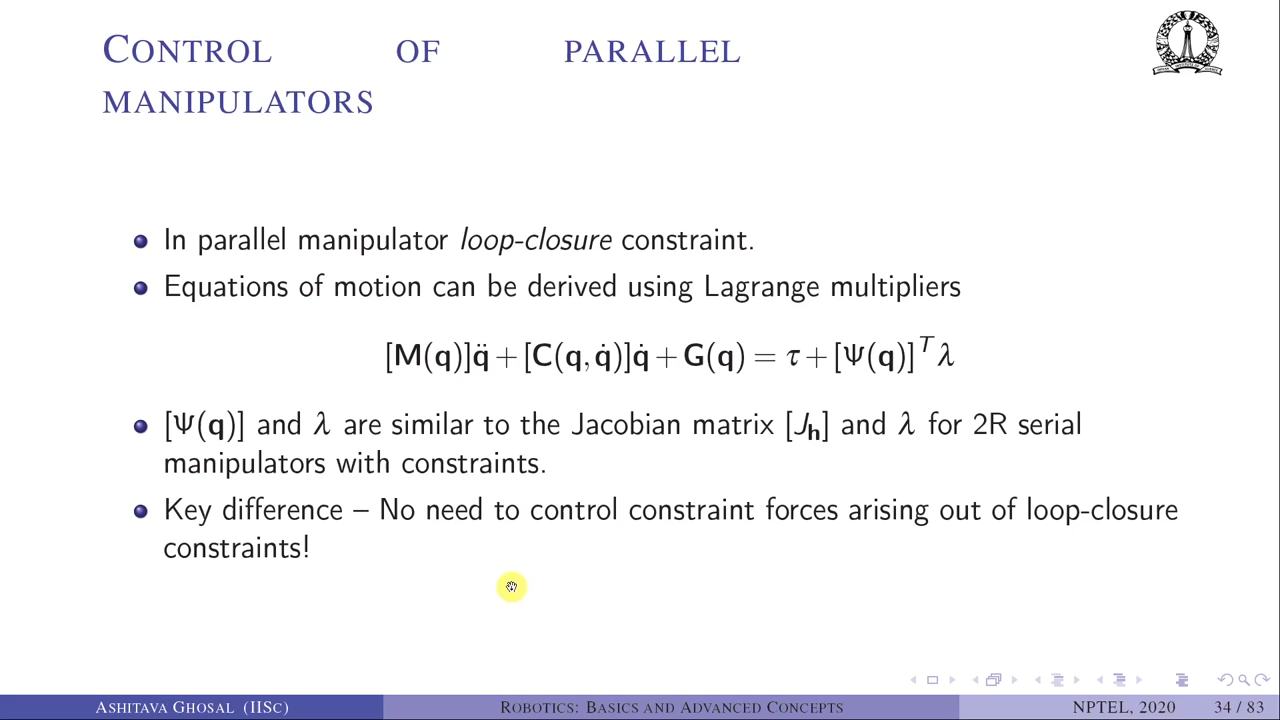 CONTROL OF PARALLEL
MANIPULATORS
In parallel manipulator loop-closure constraint.
Equations of motion can be derived using Lagrange multipliers
[M(q)]q̈ + [C(q, q̇)]q̇ + G(q) = τ + [Ψ(q)]ᵀ λ
[Ψ(q)] and λ are similar to the Jacobian matrix [J_h] and λ for 2R serial
manipulators with constraints.
Key difference – No need to control constraint forces arising out of loop-closure
constraints!
ASHITAVA GHOSAL (IISC) ROBOTICS: BASICS AND ADVANCED CONCEPTS NPTEL, 2020 34 / 83